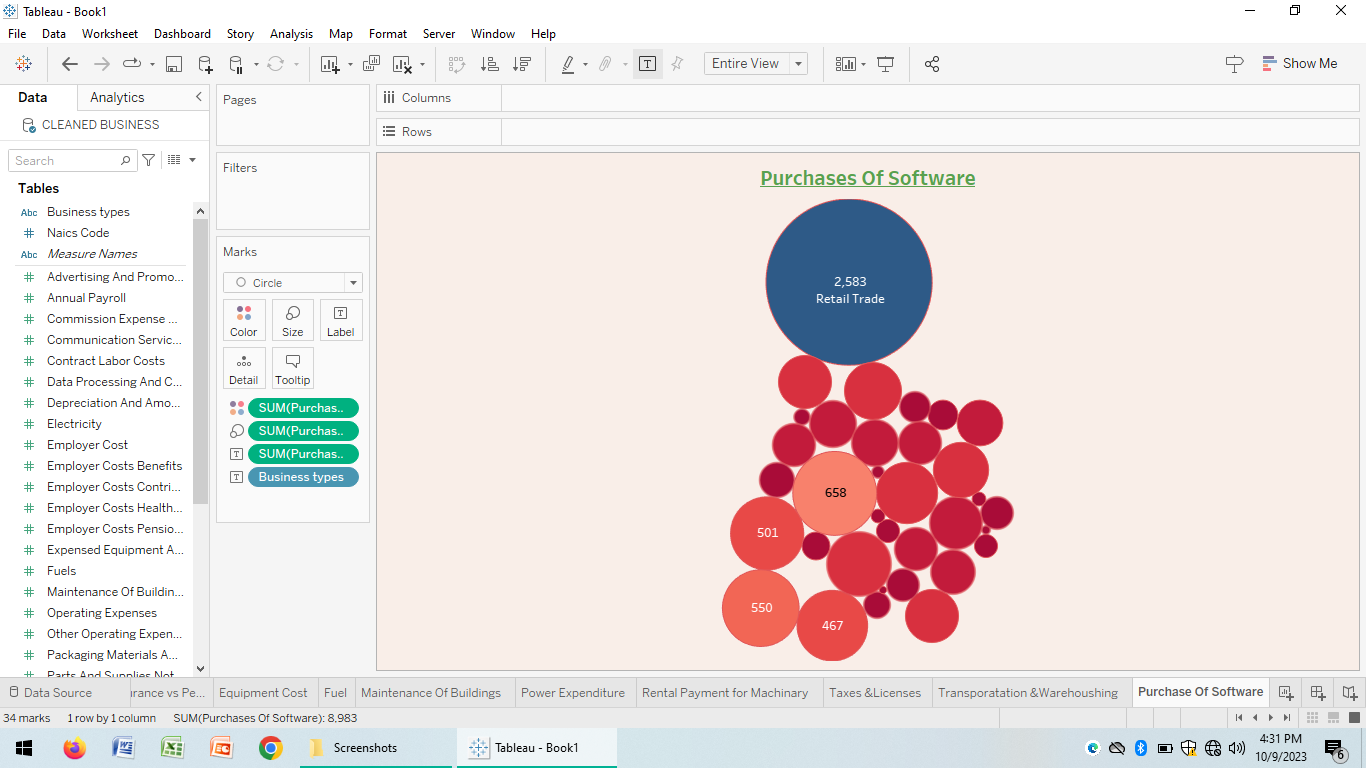 Tableau - Book1
File Data Worksheet Dashboard Story Analysis Map Format Server Window Help
Entire View
Show Me
Data Analytics
CLEANED BUSINESS
Search
Tables
Abc Business types
Naics Code
Abc Measure Names
Advertising And Promo...
Annual Payroll
Commission Expense ...
Communication Servic...
Contract Labor Costs
Data Processing And C...
Depreciation And Amo...
Electricity
Employer Cost
Employer Costs Benefits
Employer Costs Contri...
Employer Costs Health...
Employer Costs Pensio...
Expensed Equipment A...
Fuels
Maintenance Of Buildin...
Operating Expenses
Other Operating Expen...
Packaging Materials A...
Parts And Supplies Not
Pages
Filters
Marks
Circle
Color Size Label
Detail Tooltip
SUM(Purchas..
SUM(Purchas..
SUM(Purchas..
Business types
Columns
Rows
Purchases Of Software
2,583
Retail Trade
658
501
550
467
Data Source
urance vs Pe...
Equipment Cost
Fuel
Maintenance Of Buildings
Power Expenditure
Rental Payment for Machinary
Taxes &Licenses
Transporatation &Warehoushing
Purchase Of Software
34 marks 1 row by 1 column SUM(Purchases Of Software): 8,983
Screenshots
Tableau - Book1
4:31 PM
10/9/2023
6